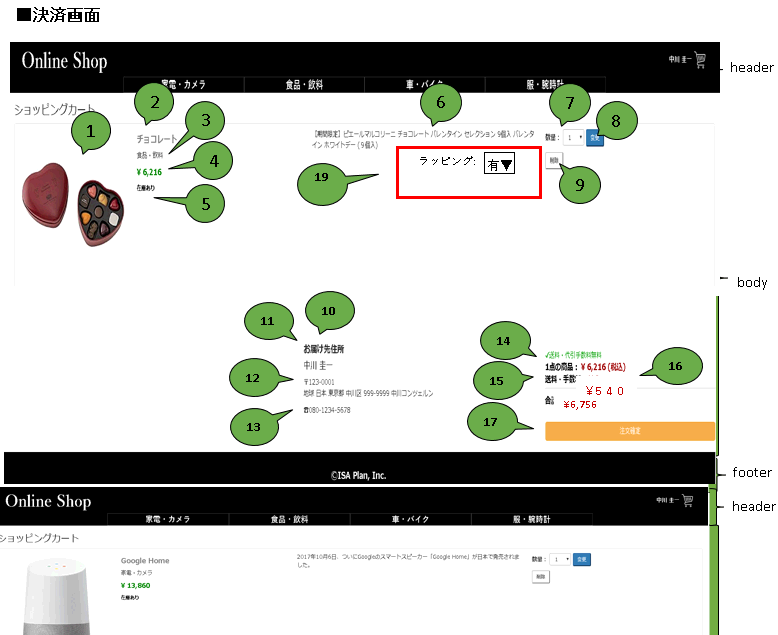 ■決済画面
Online Shop
中川 圭一
header
家電・カメラ 食品・飲料 車・バイク 服・腕時計
ショッピングカート
1
2
チョコレート
食品・飲料
3
¥ 6,216
4
在庫あり
5
6
【期間限定】ピエールマルコリーニ チョコレート バレンタイン セレクション 9個入 バレンタ
イン ホワイトデー (9個入)
7
数量： 1 変更
8
削除
9
ラッピング: 有▼
19
body
10
11
お届け先住所
中川 圭一
12
〒123-0001
地球 日本 東京都 中川区 999-9999 中川コンツェルン
☎080-1234-5678
13
14
√送料・代引手数料無料
1点の商品：¥ 6,216 (税込)
16
15
送料・手数
￥５４０
合計
¥6,756
17
注文確定
©ISA Plan, Inc.
footer
Online Shop
中川 圭一
header
家電・カメラ 食品・飲料 車・バイク 服・腕時計
ショッピングカート
Google Home
家電・カメラ
¥ 13,860
在庫あり
2017年10月6日、ついにGoogleのスマートスピーカー「Google Home」が日本で発売されま
した。
数量： 1 変更
削除